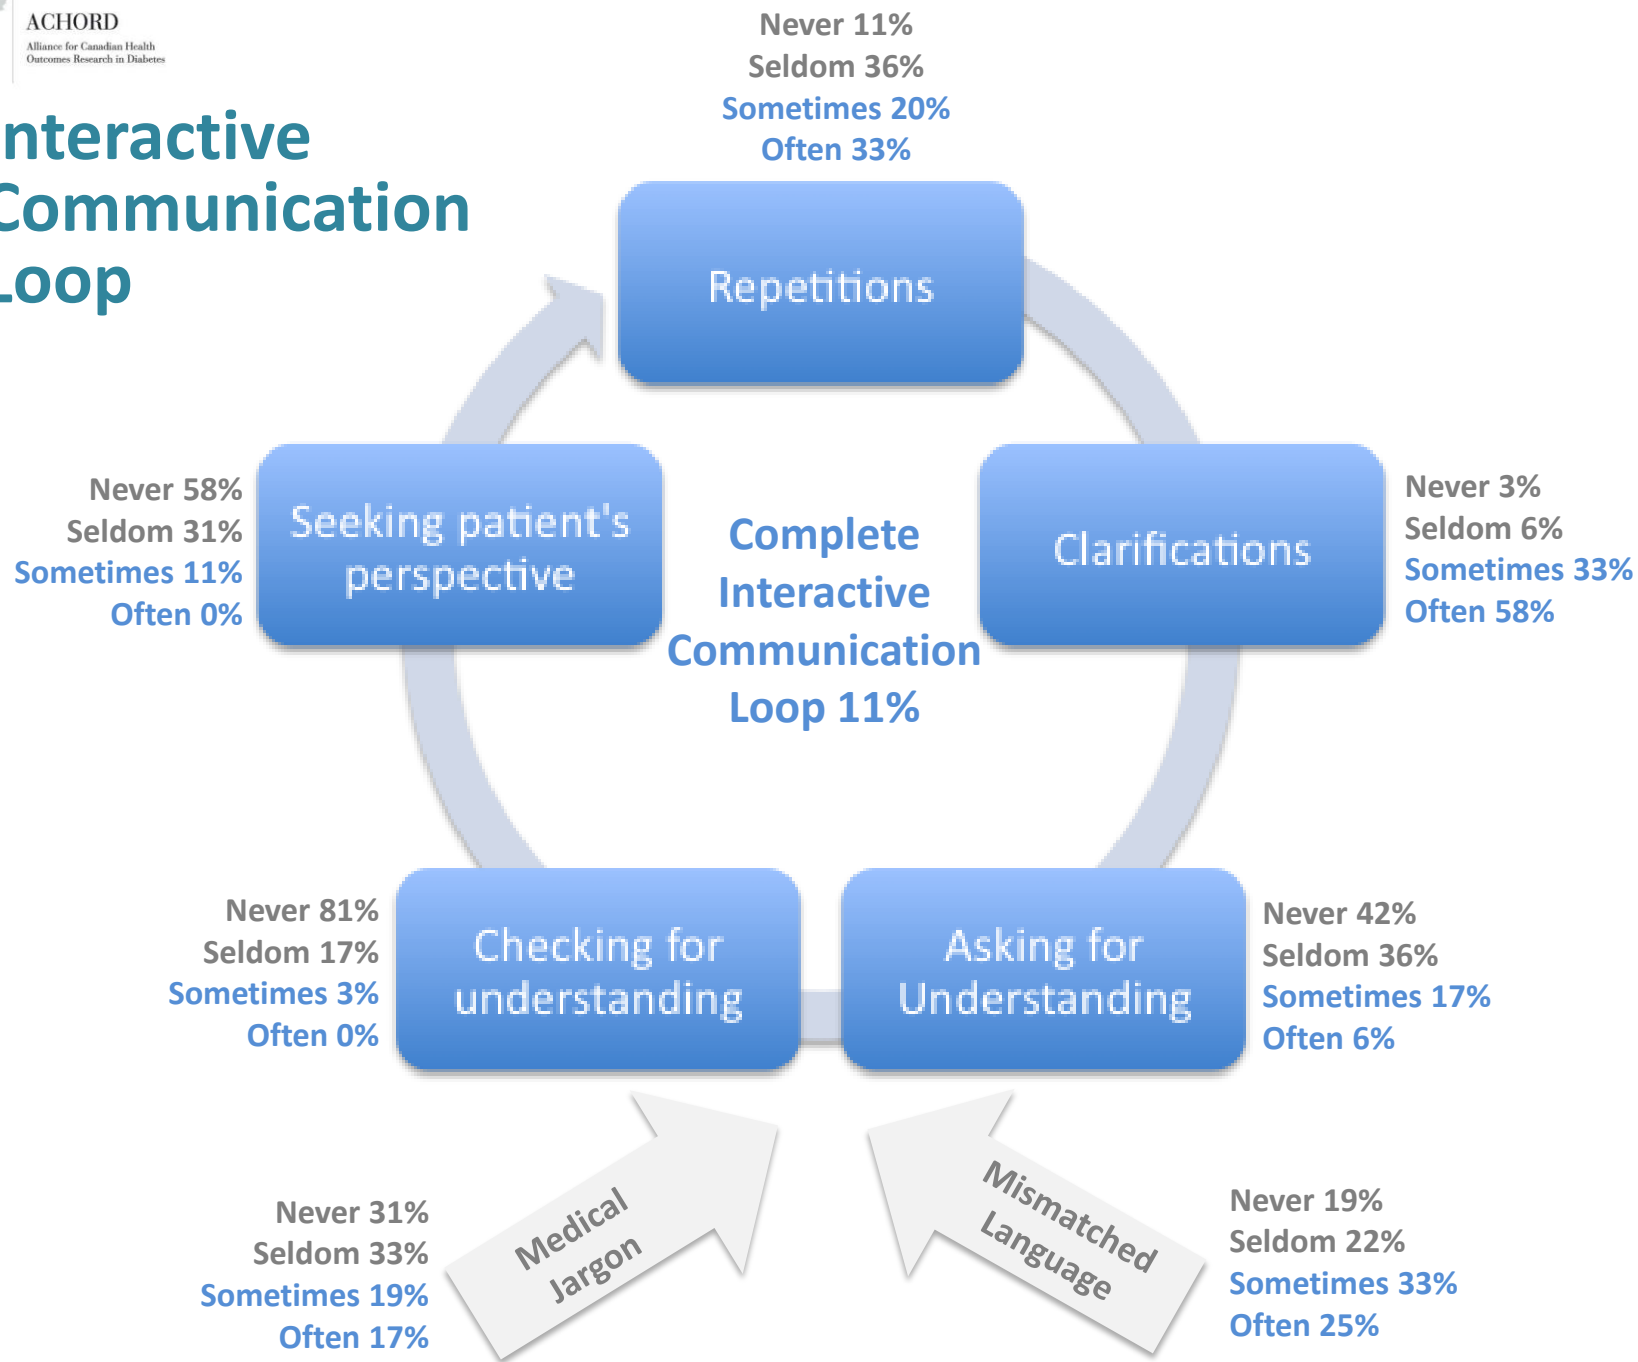 ACHORD
Alliance for Canadian Health
Outcomes Research in Diabetes
nteractive
Communication
Loop
Never 11%
Seldom 36%
Sometimes 20%
Often 33%
Repetitions
Never 58%
Seldom 31%
Sometimes 11%
Often 0%
Seeking patient's
perspective
Complete
Interactive
Communication
Loop 11%
Clarifications
Never 3%
Seldom 6%
Sometimes 33%
Often 58%
Never 81%
Seldom 17%
Sometimes 3%
Often 0%
Checking for
understanding
Asking for
Understanding
Never 42%
Seldom 36%
Sometimes 17%
Often 6%
Never 31%
Seldom 33%
Sometimes 19%
Often 17%
Medical
Jargon
Mismatched
Language
Never 19%
Seldom 22%
Sometimes 33%
Often 25%